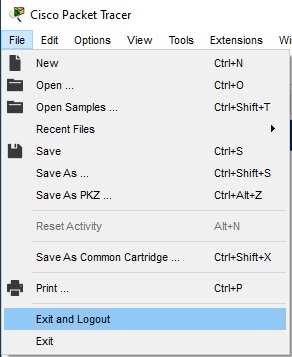 Cisco Packet Tracer
File Edit Options View Tools Extensions
New Ctrl+N
Open ... Ctrl+O
Open Samples ... Ctrl+Shift+T
Recent Files
Save Ctrl+S
Save As ... Ctrl+Shift+S
Save As PKZ ... Ctrl+Alt+Z
Reset Activity Alt+N
Save As Common Cartridge ... Ctrl+Shift+X
Print ... Ctrl+P
Exit and Logout
Exit